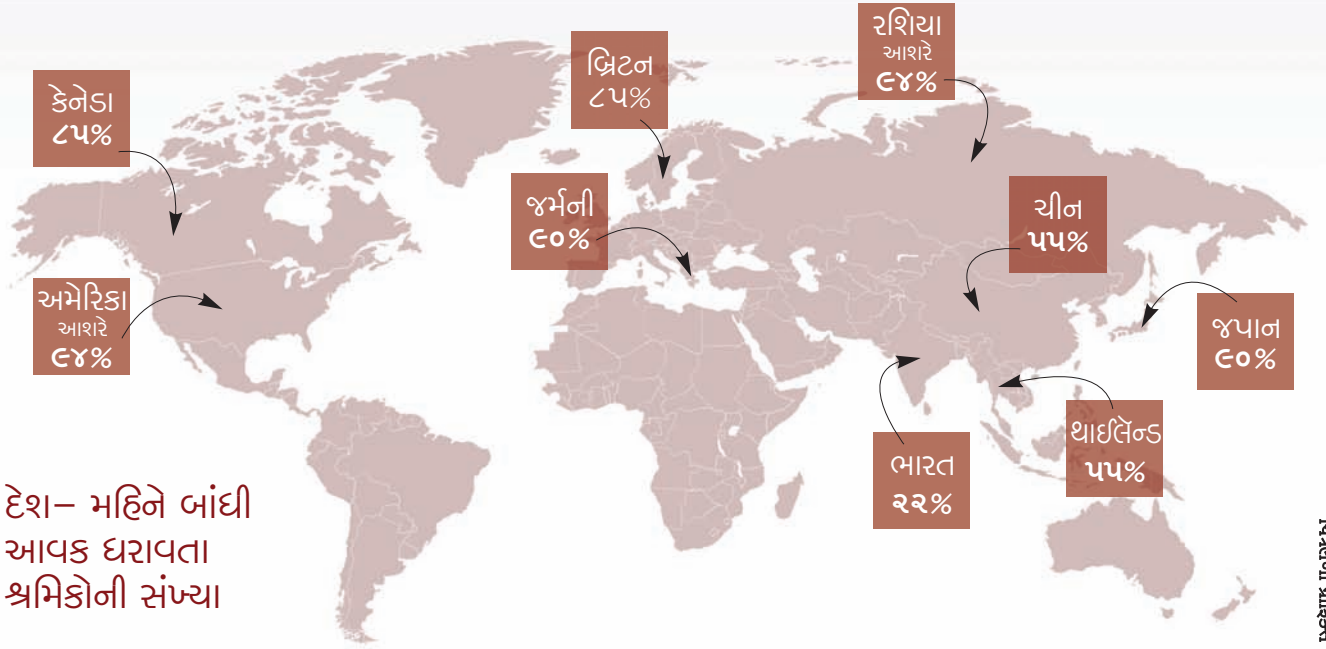 કેનેડા
૮૫%
બ્રિટન
૮૫%
રશિયા
આશરે
૯૪%
જર્મની
૯૦%
ચીન
૫૫%
અમેરિકા
આશરે
૯૪%
જપાન
૯૦%
ભારત
૨૨%
થાઈલૅન્ડ
૫૫%
દેશ– મહિને બાંધી
આવક ધરાવતા
શ્રમિકોની સંખ્યા